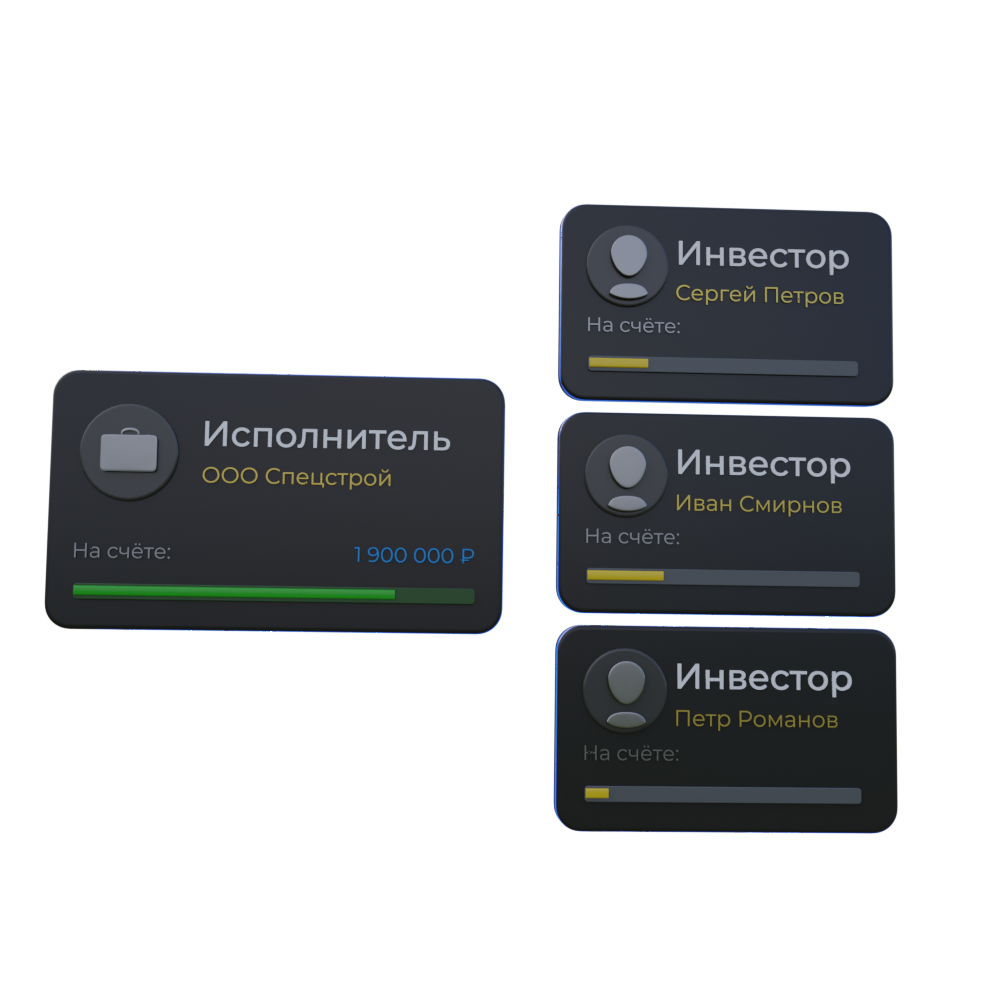 Исполнитель
ООО Спецстрой
На счёте: 1 900 000 ₽
Инвестор
Сергей Петров
На счёте:
Инвестор
Иван Смирнов
На счёте:
Инвестор
Петр Романов
На счёте: